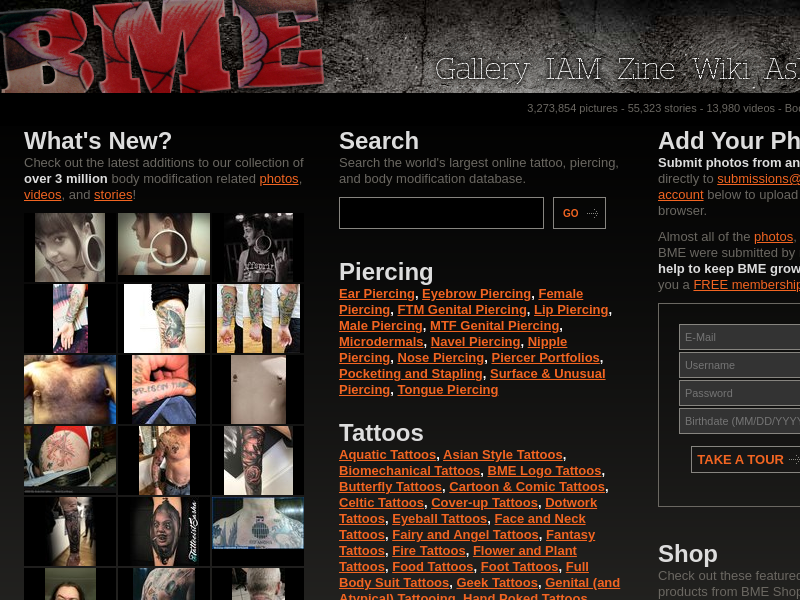 BME
Gallery IAM Zine Wiki
3,273,854 pictures - 55,323 stories - 13,980 videos -
What's New?
Check out the latest additions to our collection of
over 3 million body modification related photos,
videos, and stories!
Search
Search the world's largest online tattoo, piercing,
and body modification database.
GO
Piercing
Ear Piercing, Eyebrow Piercing, Female
Piercing, FTM Genital Piercing, Lip Piercing,
Male Piercing, MTF Genital Piercing,
Microdermals, Navel Piercing, Nipple
Piercing, Nose Piercing, Piercer Portfolios,
Pocketing and Stapling, Surface & Unusual
Piercing, Tongue Piercing
Tattoos
Aquatic Tattoos, Asian Style Tattoos,
Biomechanical Tattoos, BME Logo Tattoos,
Butterfly Tattoos, Cartoon & Comic Tattoos,
Celtic Tattoos, Cover-up Tattoos, Dotwork
Tattoos, Eyeball Tattoos, Face and Neck
Tattoos, Fairy and Angel Tattoos, Fantasy
Tattoos, Fire Tattoos, Flower and Plant
Tattoos, Food Tattoos, Foot Tattoos, Full
Body Suit Tattoos, Geek Tattoos, Genital (and
Atypical) Tattooing, Hand Poked Tattoos,
Add Your Ph
Submit photos from an
directly to submissions@
account below to upload
browser.
Almost all of the photos,
BME were submitted by
help to keep BME grow
you a FREE membership
E-Mail
Username
Password
Birthdate (MM/DD/YYYY
TAKE A TOUR
Shop
Check out these featured
products from BME Shop